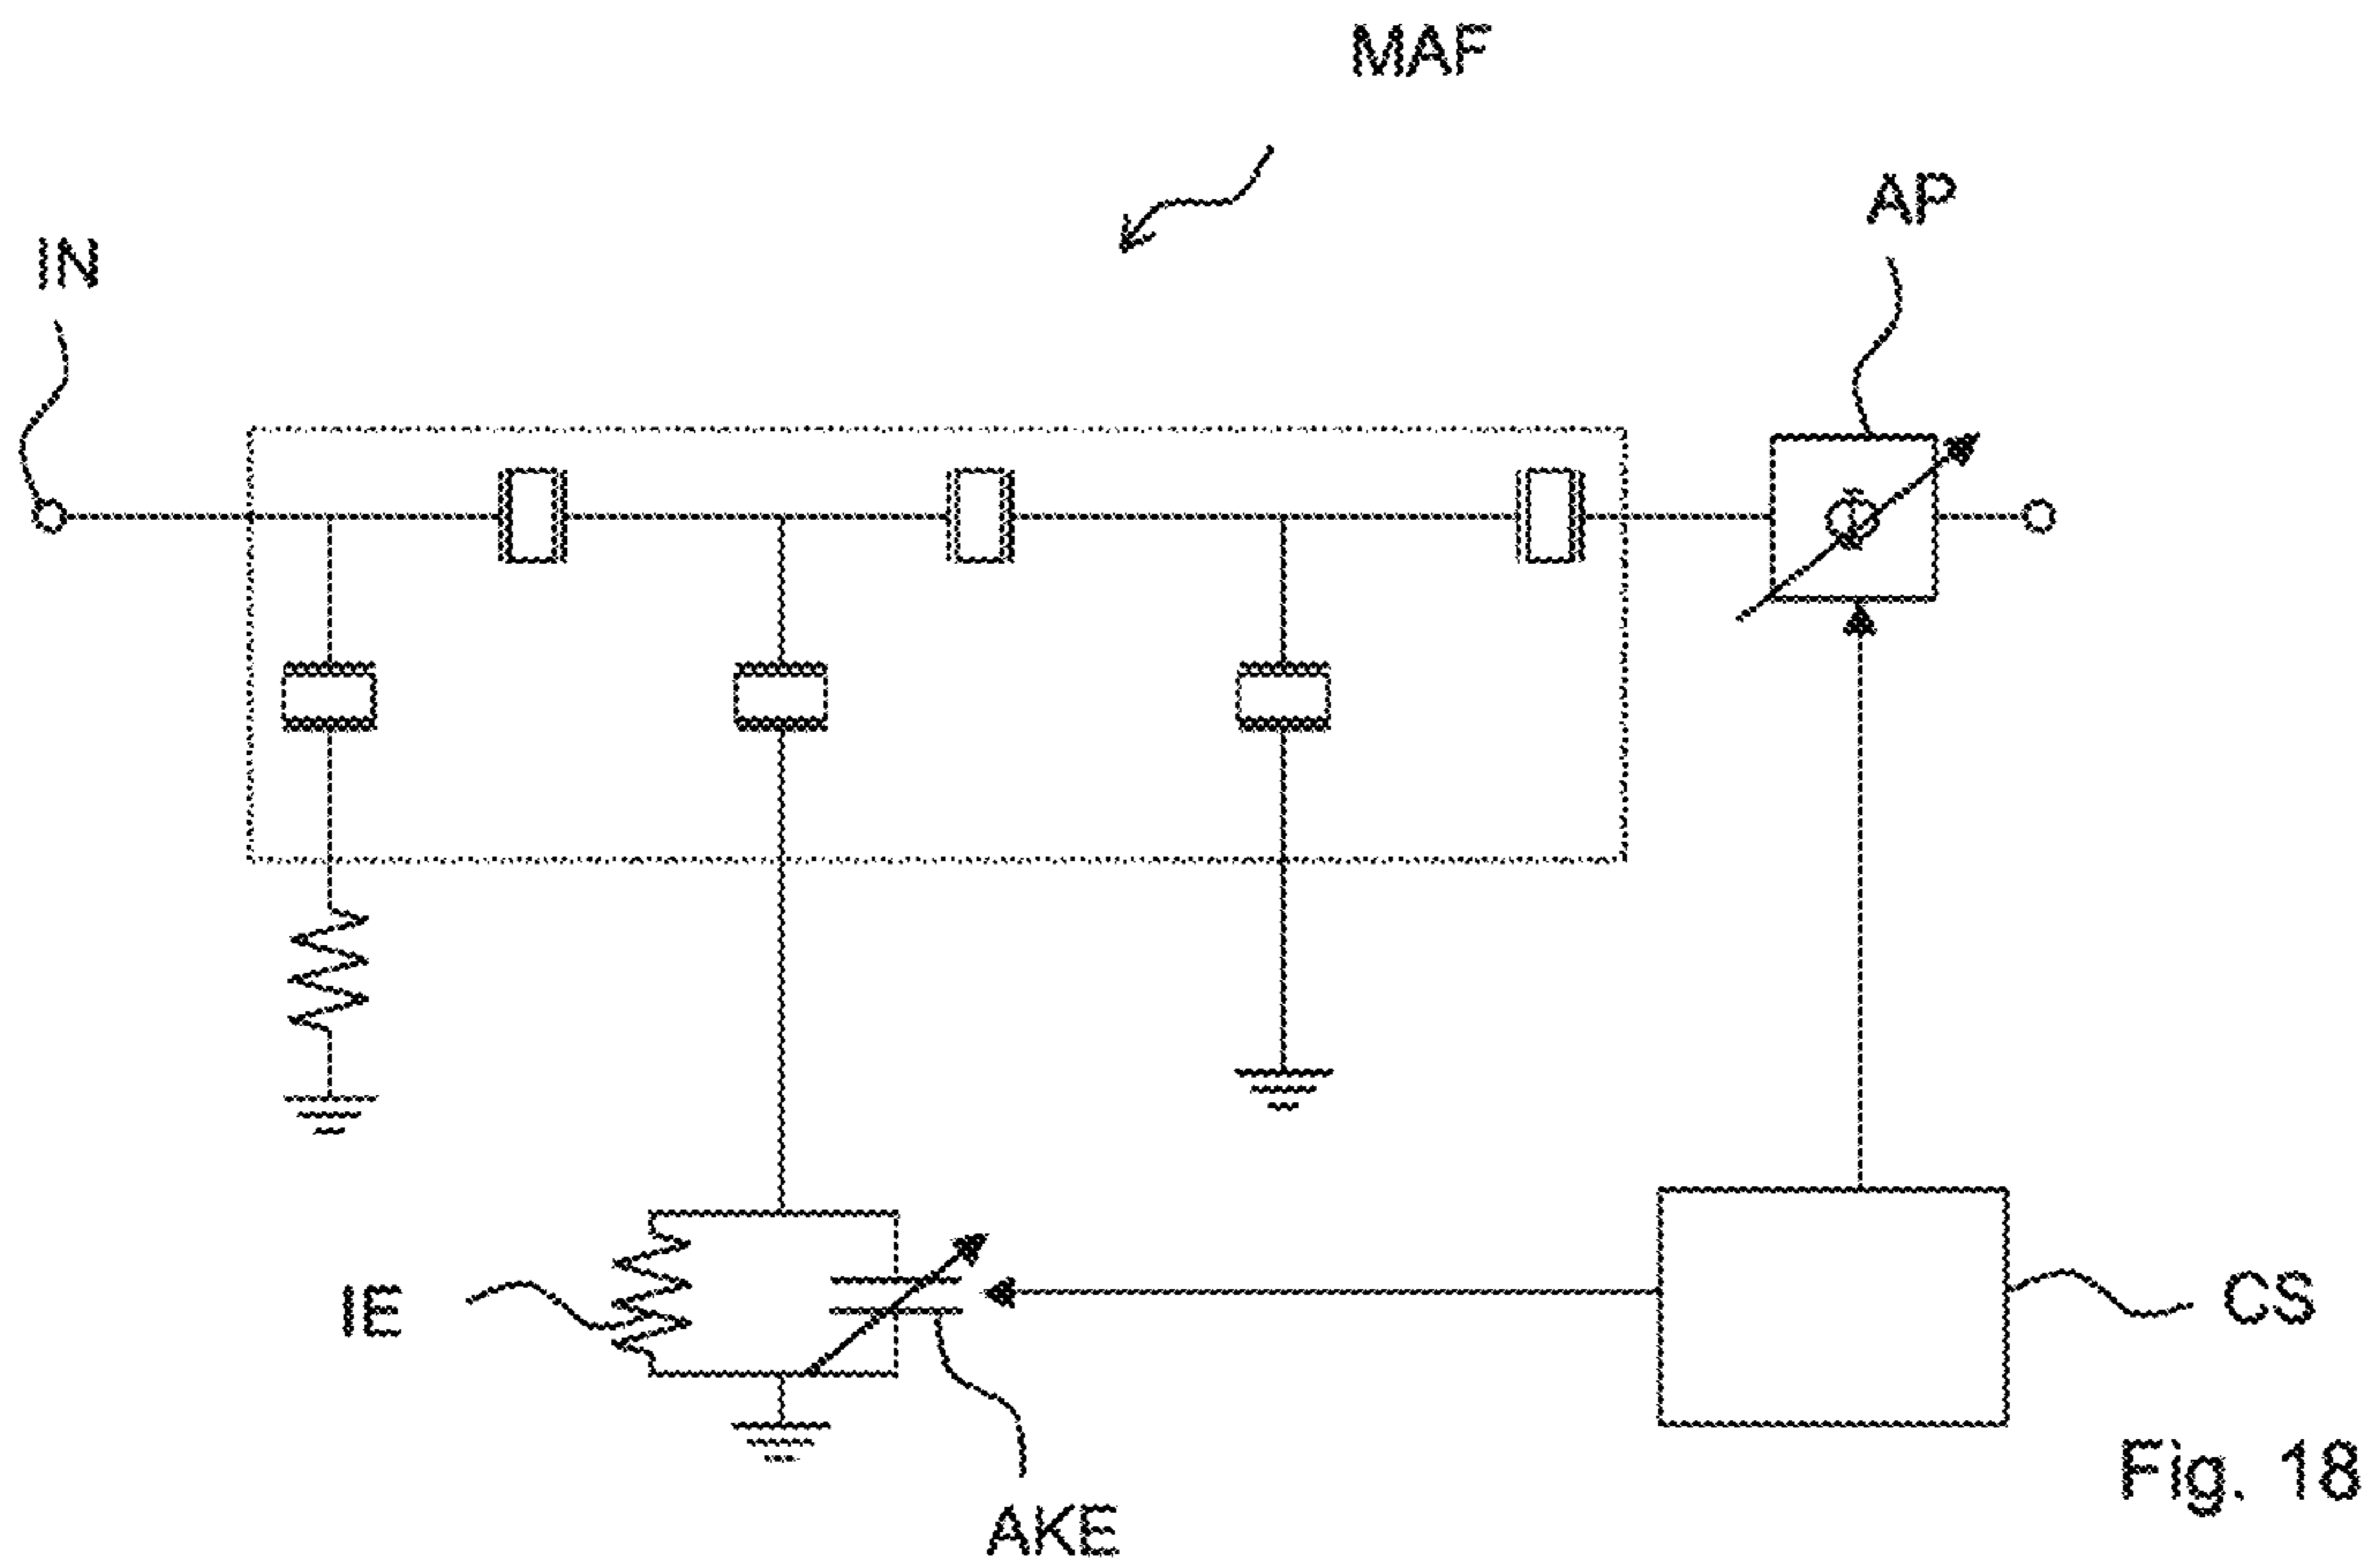 MAF
AP
IN
Φ
IE
CS
AKE
Fig. 18